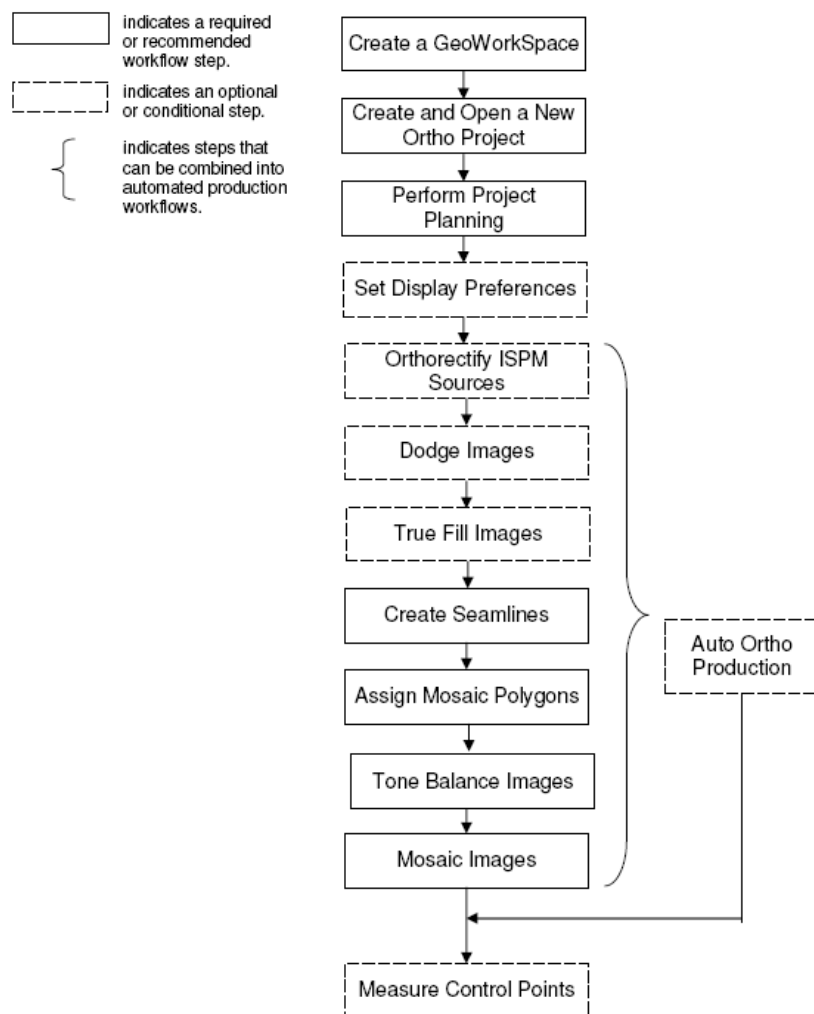 indicates a required
or recommended
workflow step.
indicates an optional
or conditional step.
indicates steps that
can be combined into
automated production
workflows.
Create a GeoWorkSpace
Create and Open a New
Ortho Project
Perform Project
Planning
Set Display Preferences
Orthorectify ISPM
Sources
Dodge Images
True Fill Images
Create Seamlines
Assign Mosaic Polygons
Tone Balance Images
Mosaic Images
Auto Ortho
Production
Measure Control Points